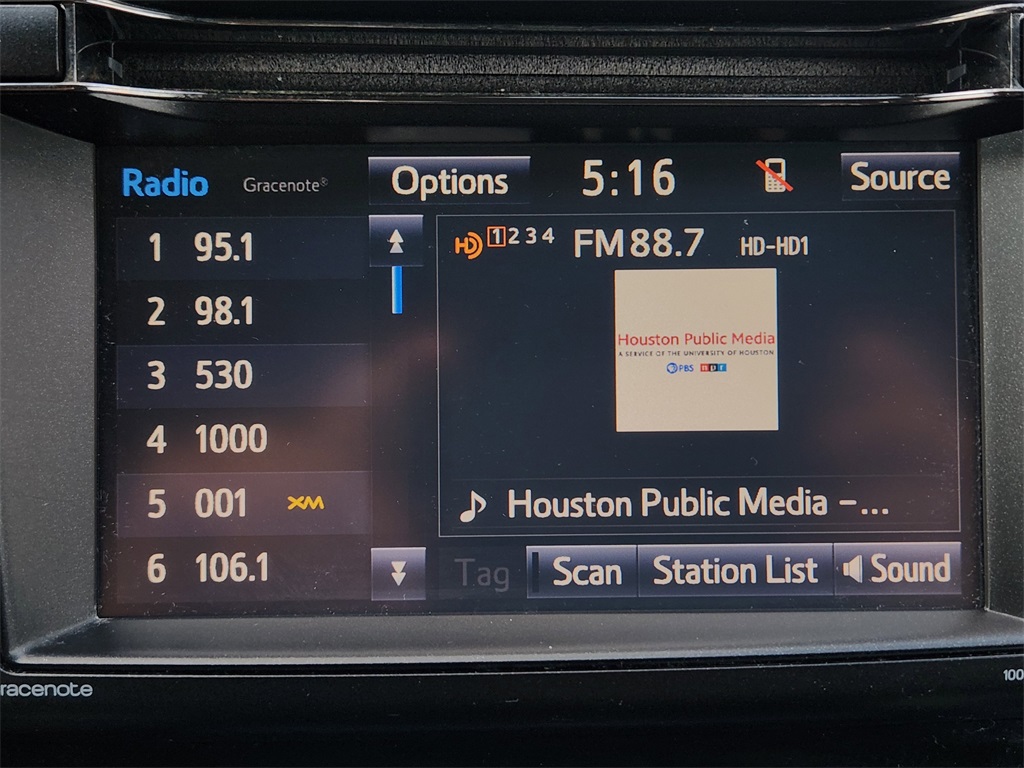 Radio Gracenote® Options 5:16 Source
1 95.1
2 98.1
3 530
4 1000
5 001 XM
6 106.1
HD 1 2 3 4 FM 88.7 HD-HD1
Houston Public Media
A SERVICE OF THE UNIVERSITY OF HOUSTON
PBS npr
Houston Public Media –...
Tag Scan Station List Sound
racenote
100